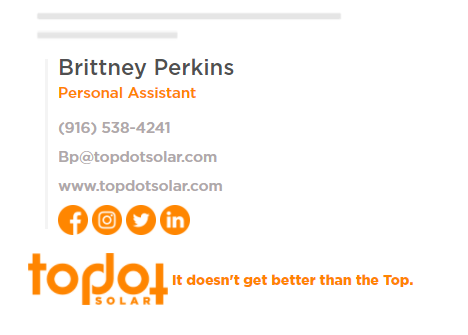 Brittney Perkins
Personal Assistant
(916) 538-4241
Bp@topdotsolar.com
www.topdotsolar.com
topdot
SOLAR
It doesn't get better than the Top.